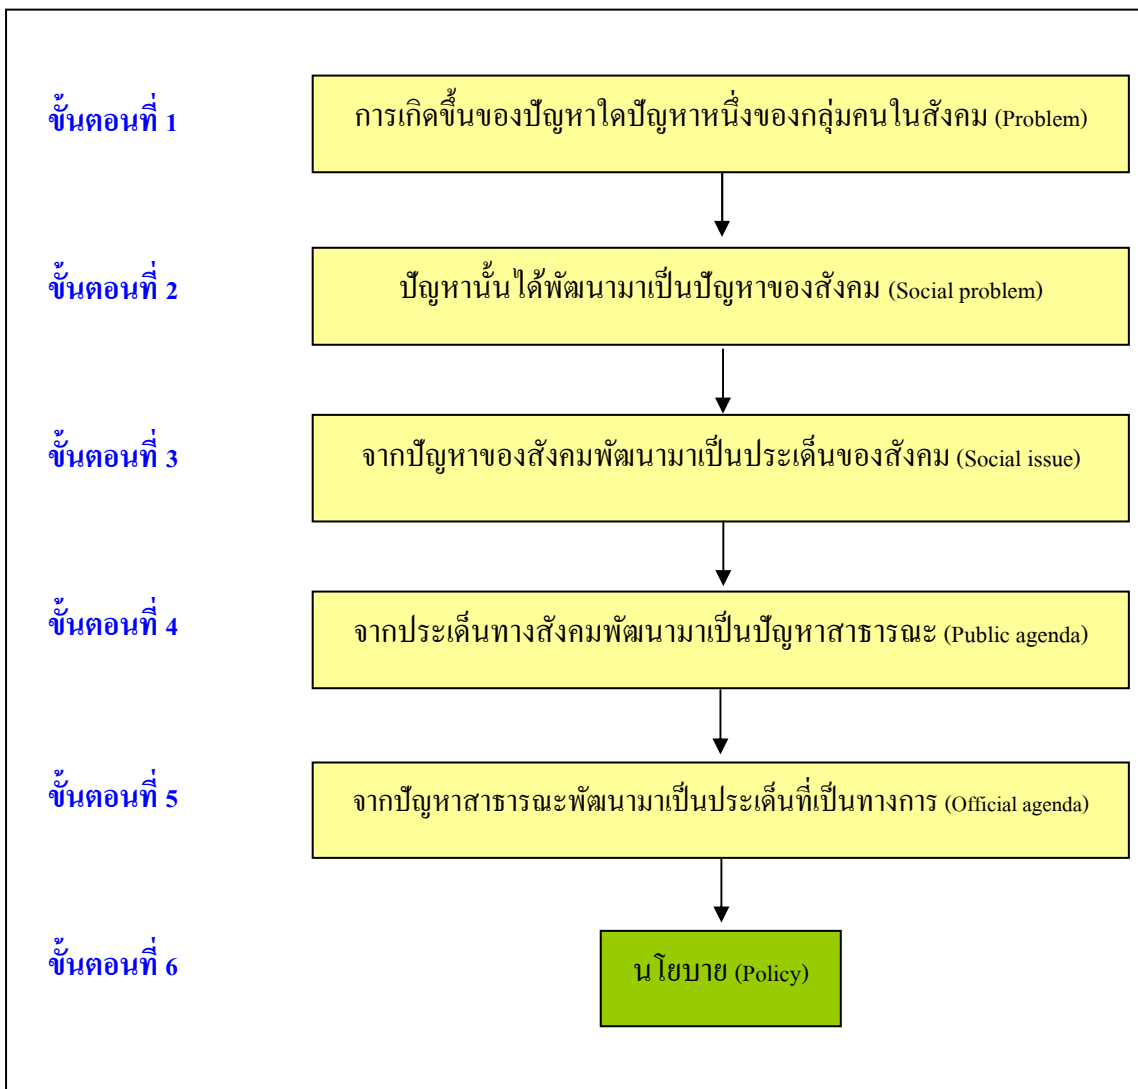 ขั้นตอนที่ 1
การเกิดขึ้นของปัญหาใดปัญหาหนึ่งของกลุ่มคนในสังคม (Problem)
ขั้นตอนที่ 2
ปัญหานั้นได้พัฒนามาเป็นปัญหาของสังคม (Social problem)
ขั้นตอนที่ 3
จากปัญหาของสังคมพัฒนามาเป็นประเด็นของสังคม (Social issue)
ขั้นตอนที่ 4
จากประเด็นทางสังคมพัฒนามาเป็นปัญหาสาธารณะ (Public agenda)
ขั้นตอนที่ 5
จากปัญหาสาธารณะพัฒนามาเป็นประเด็นที่เป็นทางการ (Official agenda)
ขั้นตอนที่ 6
นโยบาย (Policy)